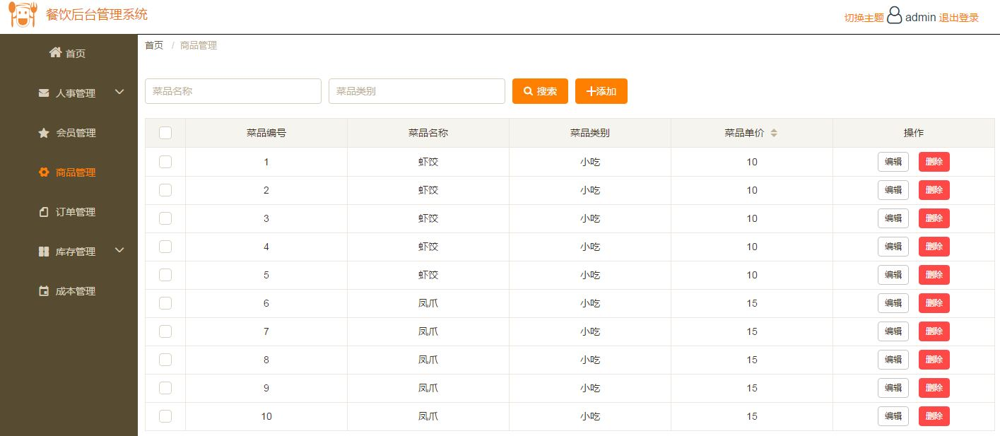 餐饮后台管理系统
切换主题 admin 退出登录
首页
人事管理
会员管理
商品管理
订单管理
库存管理
成本管理
首页 / 商品管理
菜品名称 菜品类别 搜索 添加
菜品编号 菜品名称 菜品类别 菜品单价 操作
1 虾饺 小吃 10 编辑 删除
2 虾饺 小吃 10 编辑 删除
3 虾饺 小吃 10 编辑 删除
4 虾饺 小吃 10 编辑 删除
5 虾饺 小吃 10 编辑 删除
6 凤爪 小吃 15 编辑 删除
7 凤爪 小吃 15 编辑 删除
8 凤爪 小吃 15 编辑 删除
9 凤爪 小吃 15 编辑 删除
10 凤爪 小吃 15 编辑 删除